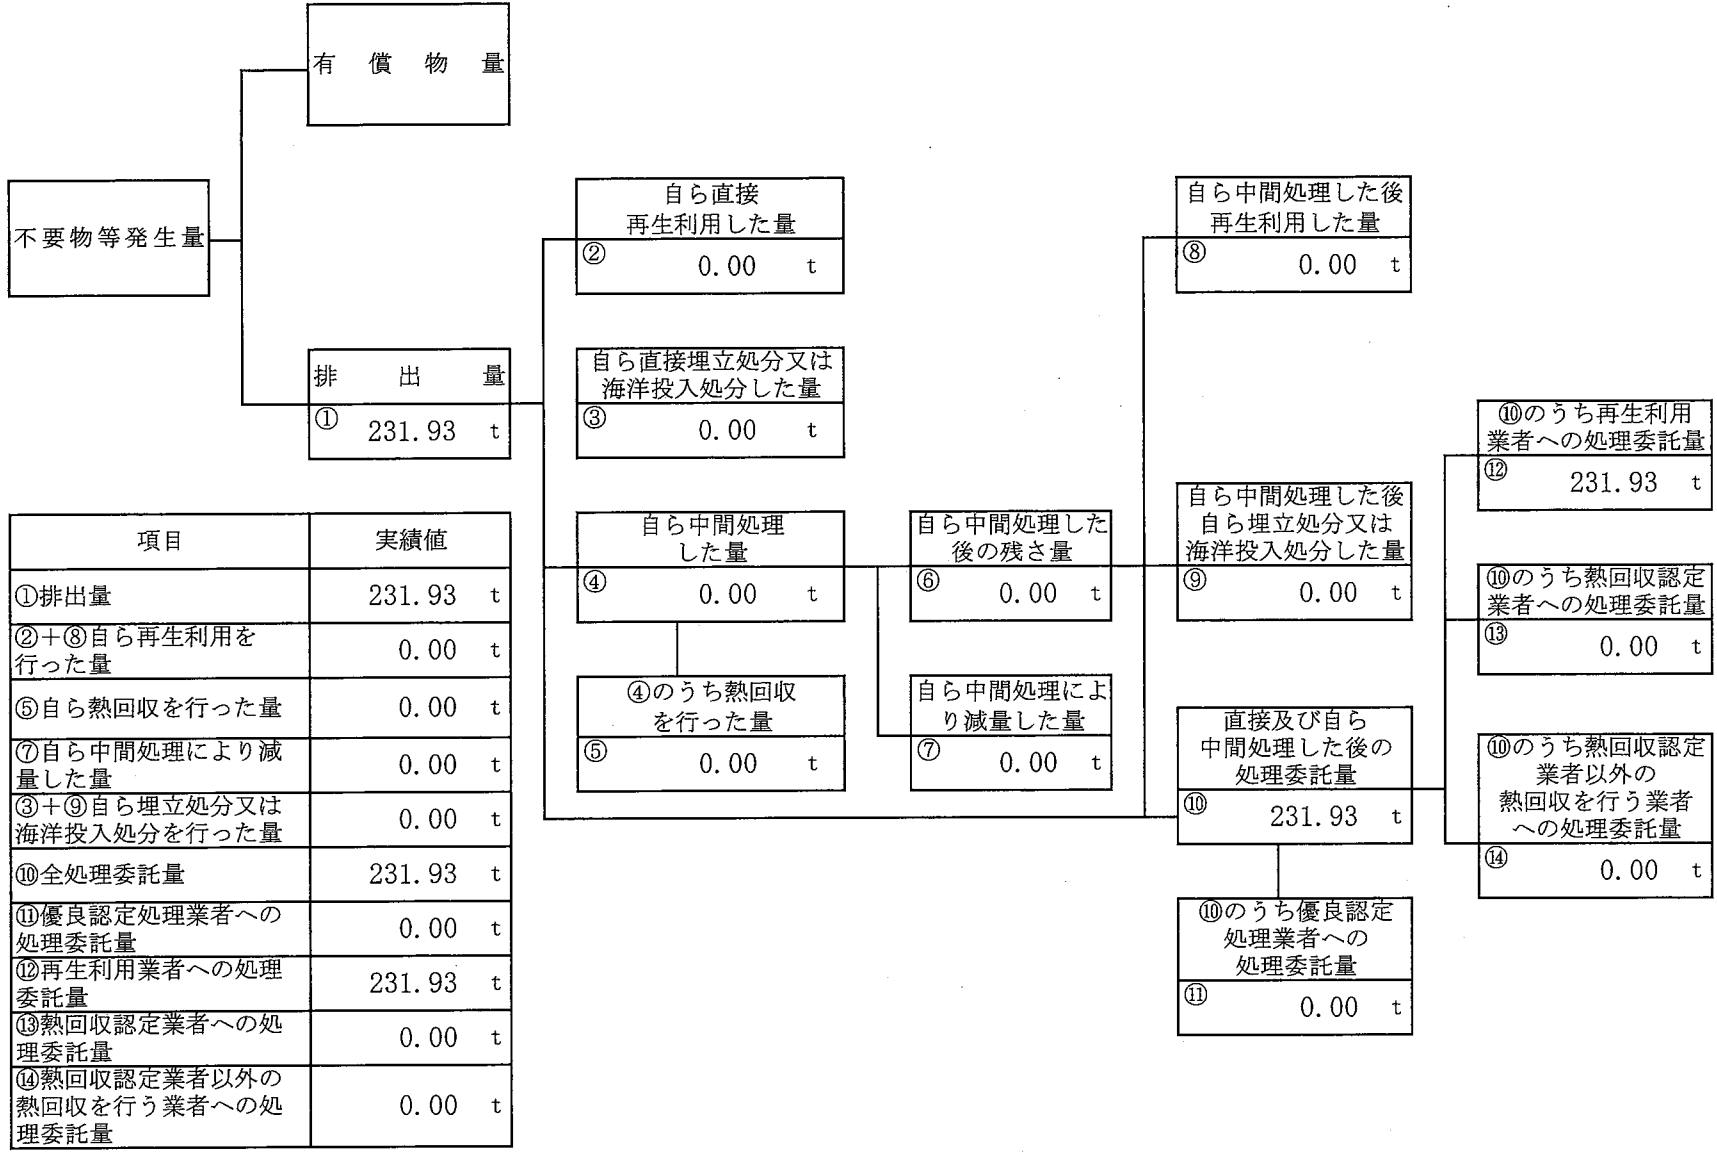 有償物量
不要物等発生量
排出量
① 231.93 t
自ら直接
再生利用した量
② 0.00 t
自ら直接埋立処分又は
海洋投入処分した量
③ 0.00 t
自ら中間処理
した量
④ 0.00 t
④のうち熱回収
を行った量
⑤ 0.00 t
自ら中間処理した
後の残さ量
⑥ 0.00 t
自ら中間処理によ
り減量した量
⑦ 0.00 t
自ら中間処理した後
再生利用した量
⑧ 0.00 t
自ら中間処理した後
自ら埋立処分又は
海洋投入処分した量
⑨ 0.00 t
直接及び自ら
中間処理した後の
処理委託量
⑩ 231.93 t
⑩のうち優良認定
処理業者への
処理委託量
⑪ 0.00 t
⑩のうち再生利用
業者への処理委託量
⑫ 231.93 t
⑩のうち熱回収認定
業者への処理委託量
⑬ 0.00 t
⑩のうち熱回収認定
業者以外の
熱回収を行う業者
への処理委託量
⑭ 0.00 t
項目 実績値
①排出量 231.93 t
②＋⑧自ら再生利用を
行った量 0.00 t
⑤自ら熱回収を行った量 0.00 t
⑦自ら中間処理により減
量した量 0.00 t
③＋⑨自ら埋立処分又は
海洋投入処分を行った量 0.00 t
⑩全処理委託量 231.93 t
⑪優良認定処理業者への
処理委託量 0.00 t
⑫再生利用業者への処理
委託量 231.93 t
⑬熱回収認定業者への処
理委託量 0.00 t
⑭熱回収認定業者以外の
熱回収を行う業者への処
理委託量 0.00 t